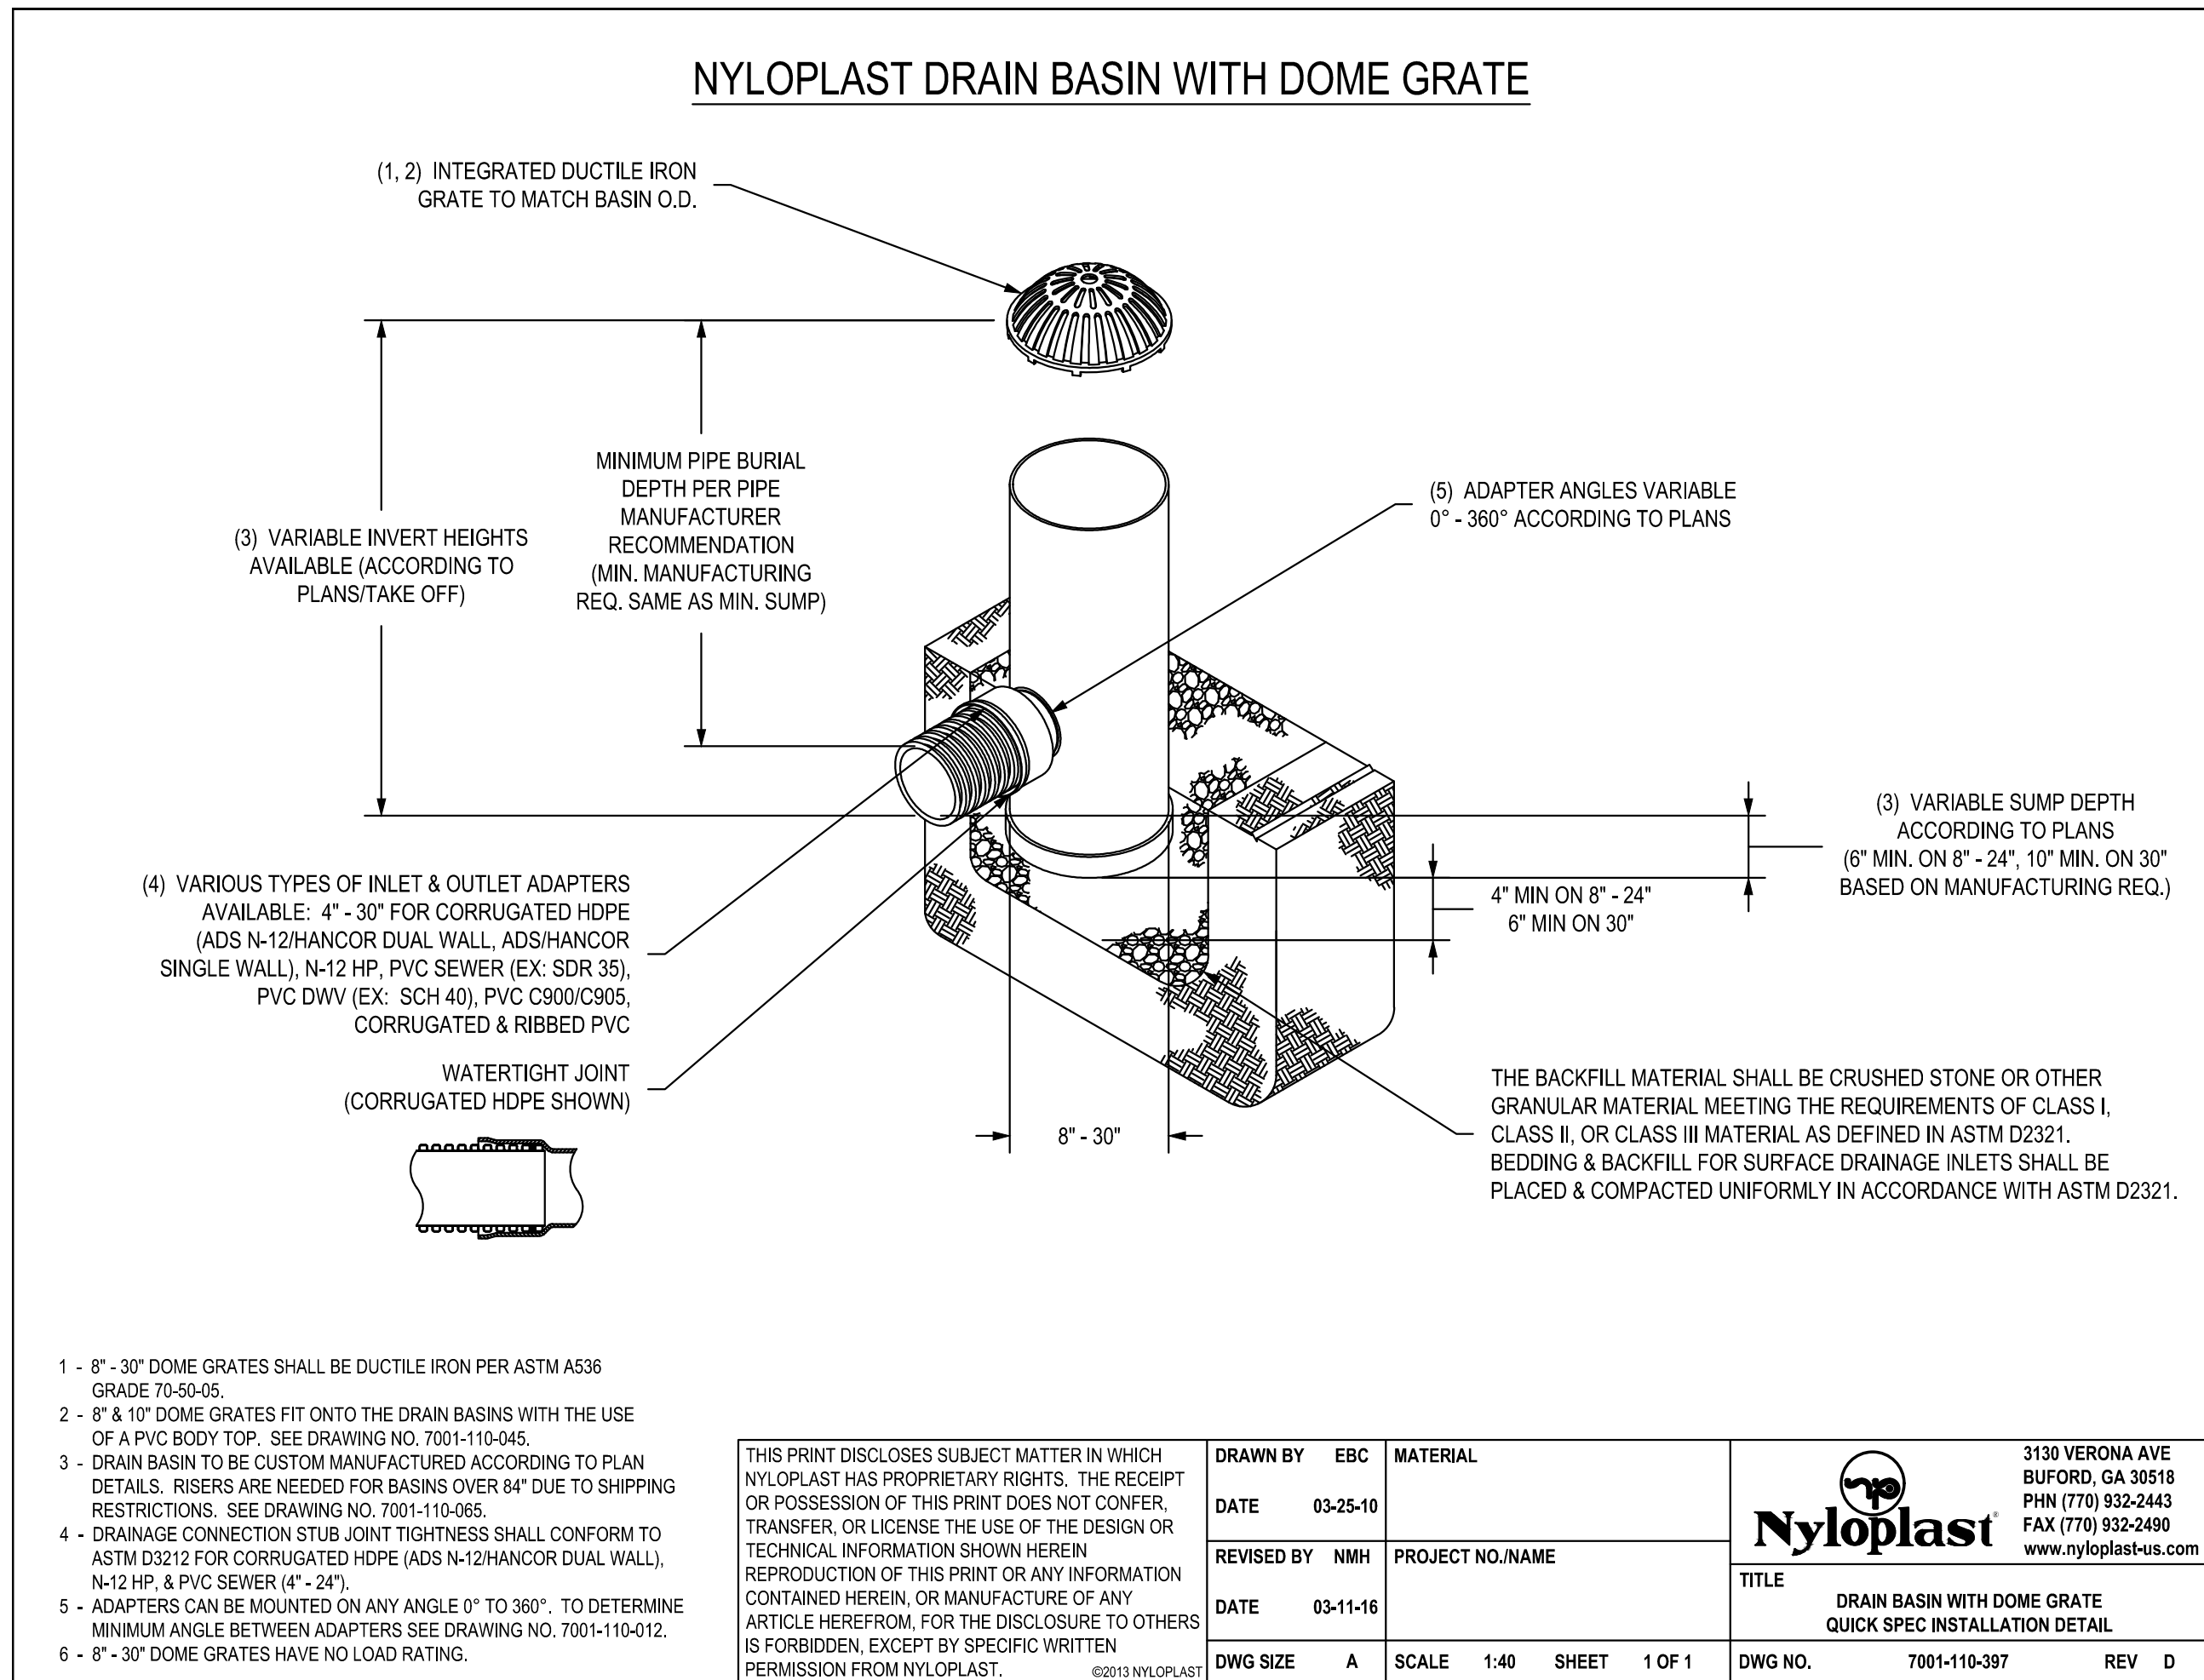 NYLOPLAST DRAIN BASIN WITH DOME GRATE
(1, 2) INTEGRATED DUCTILE IRON
GRATE TO MATCH BASIN O.D.
MINIMUM PIPE BURIAL
DEPTH PER PIPE
MANUFACTURER
RECOMMENDATION
(MIN. MANUFACTURING
REQ. SAME AS MIN. SUMP)
(3) VARIABLE INVERT HEIGHTS
AVAILABLE (ACCORDING TO
PLANS/TAKE OFF)
(5) ADAPTER ANGLES VARIABLE
0° - 360° ACCORDING TO PLANS
(3) VARIABLE SUMP DEPTH
ACCORDING TO PLANS
(6" MIN. ON 8" - 24", 10" MIN. ON 30"
BASED ON MANUFACTURING REQ.)
4" MIN ON 8" - 24"
6" MIN ON 30"
(4) VARIOUS TYPES OF INLET & OUTLET ADAPTERS
AVAILABLE: 4" - 30" FOR CORRUGATED HDPE
(ADS N-12/HANCOR DUAL WALL, ADS/HANCOR
SINGLE WALL), N-12 HP, PVC SEWER (EX: SDR 35),
PVC DWV (EX: SCH 40), PVC C900/C905,
CORRUGATED & RIBBED PVC
WATERTIGHT JOINT
(CORRUGATED HDPE SHOWN)
8" - 30"
THE BACKFILL MATERIAL SHALL BE CRUSHED STONE OR OTHER
GRANULAR MATERIAL MEETING THE REQUIREMENTS OF CLASS I,
CLASS II, OR CLASS III MATERIAL AS DEFINED IN ASTM D2321.
BEDDING & BACKFILL FOR SURFACE DRAINAGE INLETS SHALL BE
PLACED & COMPACTED UNIFORMLY IN ACCORDANCE WITH ASTM D2321.
1 - 8" - 30" DOME GRATES SHALL BE DUCTILE IRON PER ASTM A536
GRADE 70-50-05.
2 - 8" & 10" DOME GRATES FIT ONTO THE DRAIN BASINS WITH THE USE
OF A PVC BODY TOP. SEE DRAWING NO. 7001-110-045.
3 - DRAIN BASIN TO BE CUSTOM MANUFACTURED ACCORDING TO PLAN
DETAILS. RISERS ARE NEEDED FOR BASINS OVER 84" DUE TO SHIPPING
RESTRICTIONS. SEE DRAWING NO. 7001-110-065.
4 - DRAINAGE CONNECTION STUB JOINT TIGHTNESS SHALL CONFORM TO
ASTM D3212 FOR CORRUGATED HDPE (ADS N-12/HANCOR DUAL WALL),
N-12 HP, & PVC SEWER (4" - 24").
5 - ADAPTERS CAN BE MOUNTED ON ANY ANGLE 0° TO 360°. TO DETERMINE
MINIMUM ANGLE BETWEEN ADAPTERS SEE DRAWING NO. 7001-110-012.
6 - 8" - 30" DOME GRATES HAVE NO LOAD RATING.
THIS PRINT DISCLOSES SUBJECT MATTER IN WHICH
NYLOPLAST HAS PROPRIETARY RIGHTS. THE RECEIPT
OR POSSESSION OF THIS PRINT DOES NOT CONFER,
TRANSFER, OR LICENSE THE USE OF THE DESIGN OR
TECHNICAL INFORMATION SHOWN HEREIN
REPRODUCTION OF THIS PRINT OR ANY INFORMATION
CONTAINED HEREIN, OR MANUFACTURE OF ANY
ARTICLE HEREFROM, FOR THE DISCLOSURE TO OTHERS
IS FORBIDDEN, EXCEPT BY SPECIFIC WRITTEN
PERMISSION FROM NYLOPLAST.
©2013 NYLOPLAST
DRAWN BY EBC
DATE 03-25-10
REVISED BY NMH
DATE 03-11-16
DWG SIZE A
MATERIAL
PROJECT NO./NAME
SCALE 1:40 SHEET 1 OF 1
Nyloplast®
3130 VERONA AVE
BUFORD, GA 30518
PHN (770) 932-2443
FAX (770) 932-2490
www.nyloplast-us.com
TITLE
DRAIN BASIN WITH DOME GRATE
QUICK SPEC INSTALLATION DETAIL
DWG NO. 7001-110-397 REV D